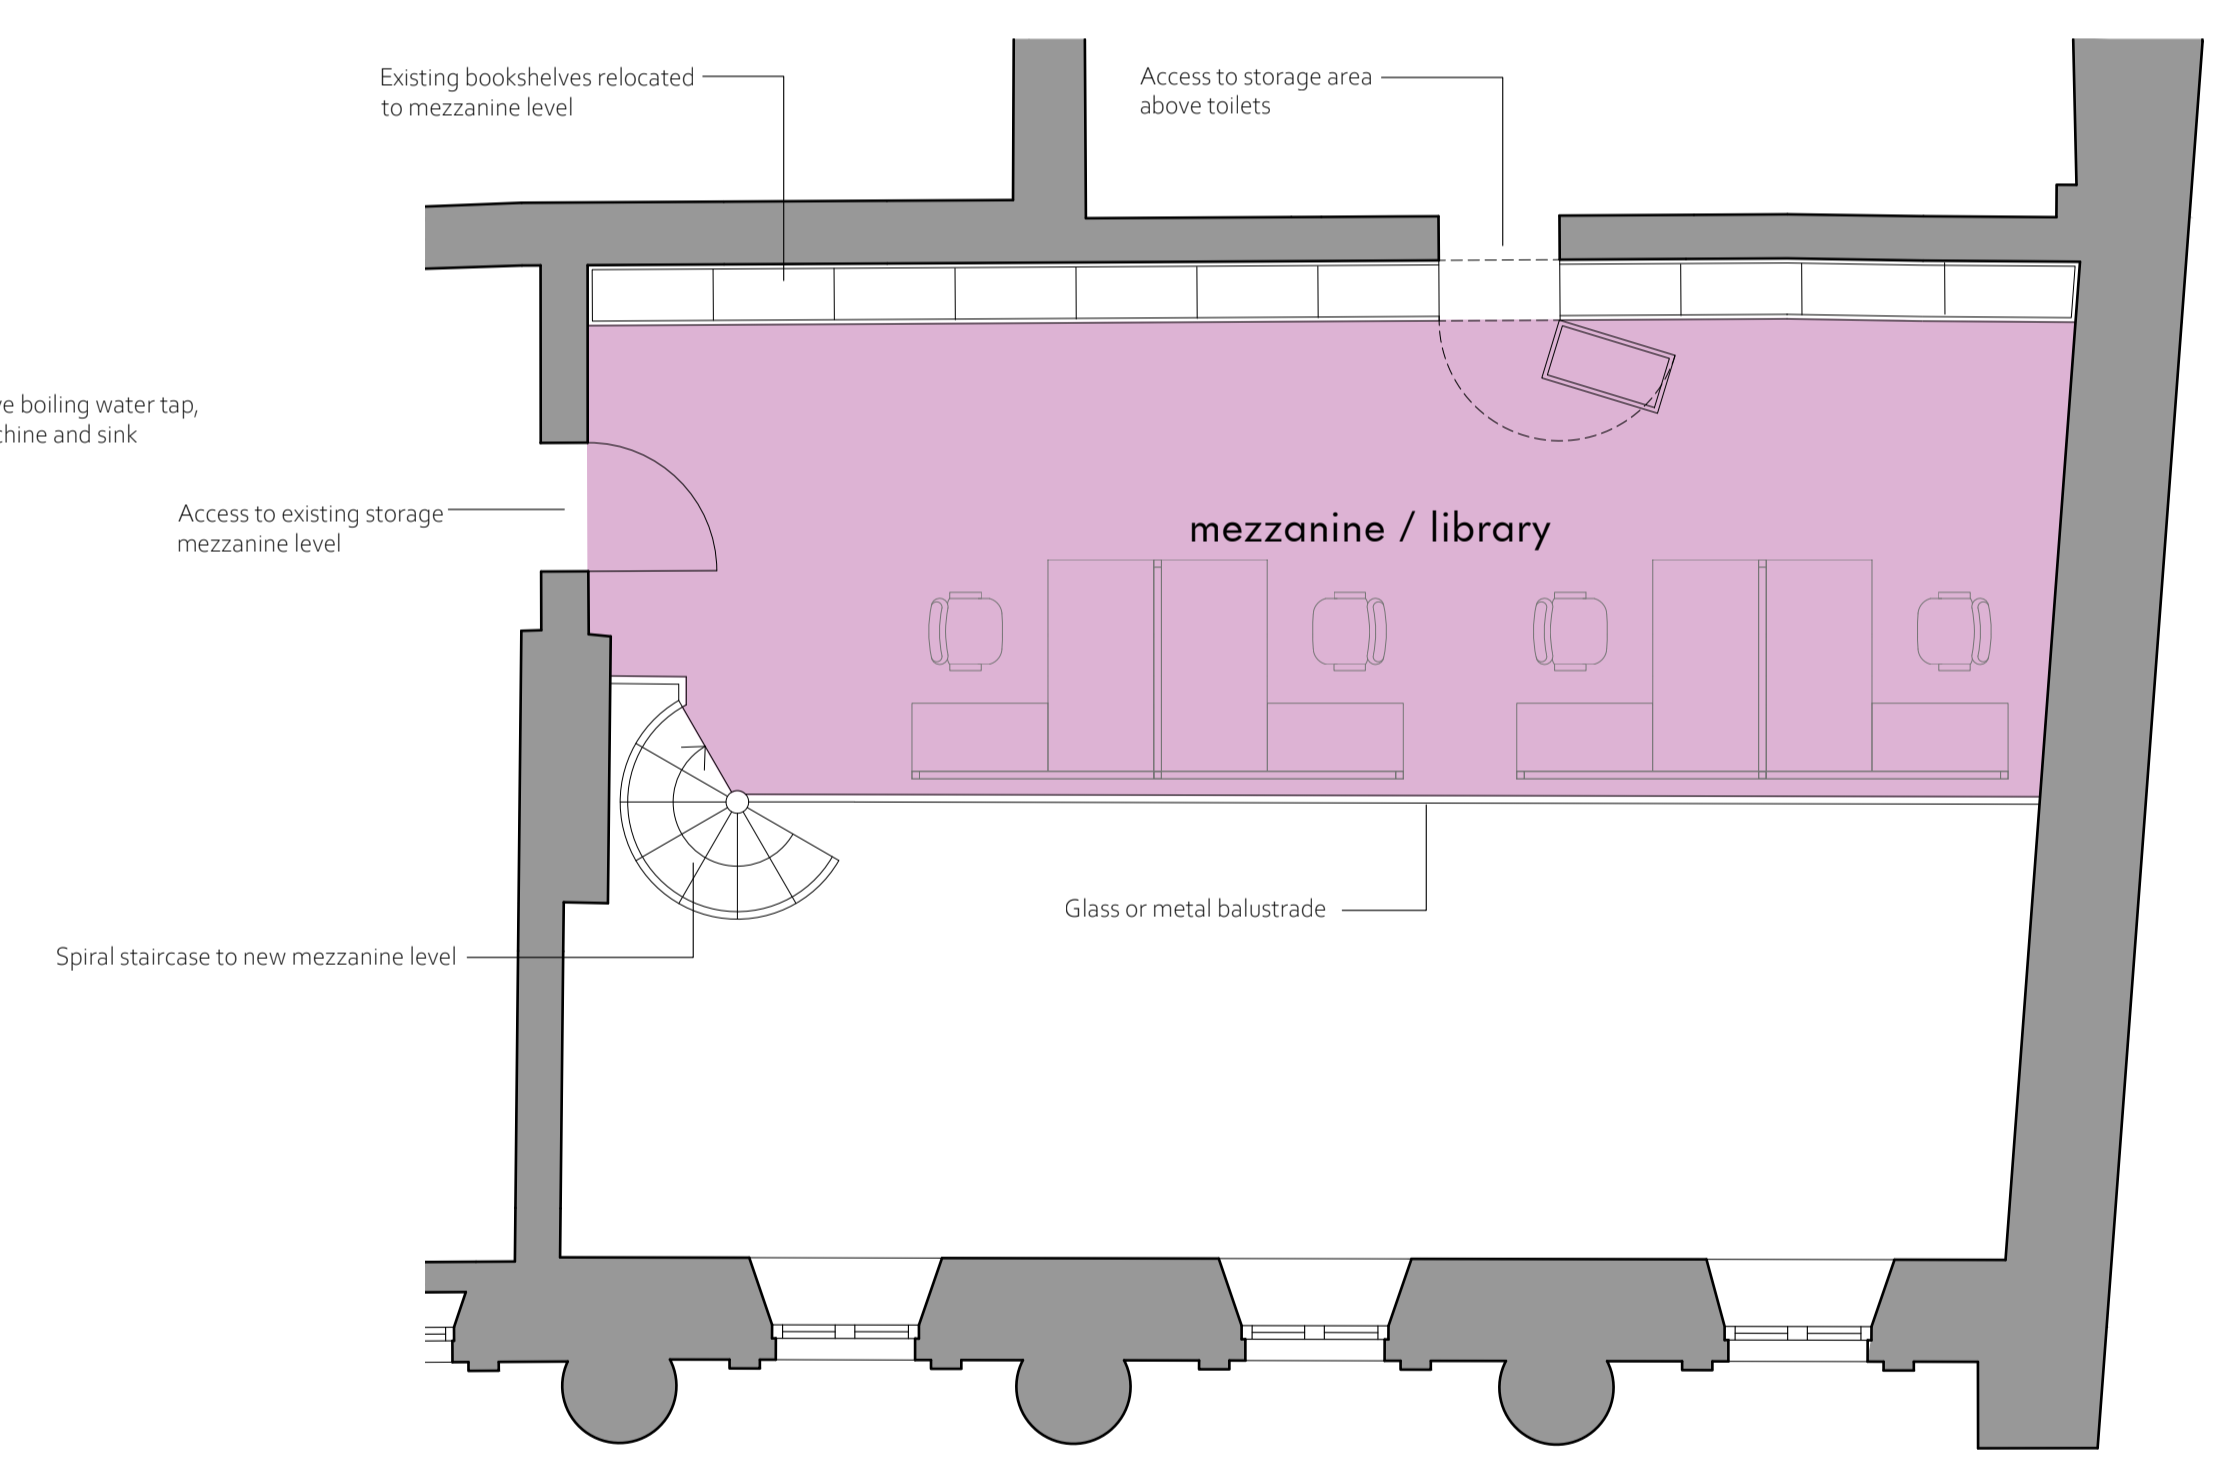 Existing bookshelves relocated
to mezzanine level
Access to storage area
above toilets
boiling water tap,
and sink
Access to existing storage
mezzanine level
mezzanine / library
Glass or metal balustrade
Spiral staircase to new mezzanine level